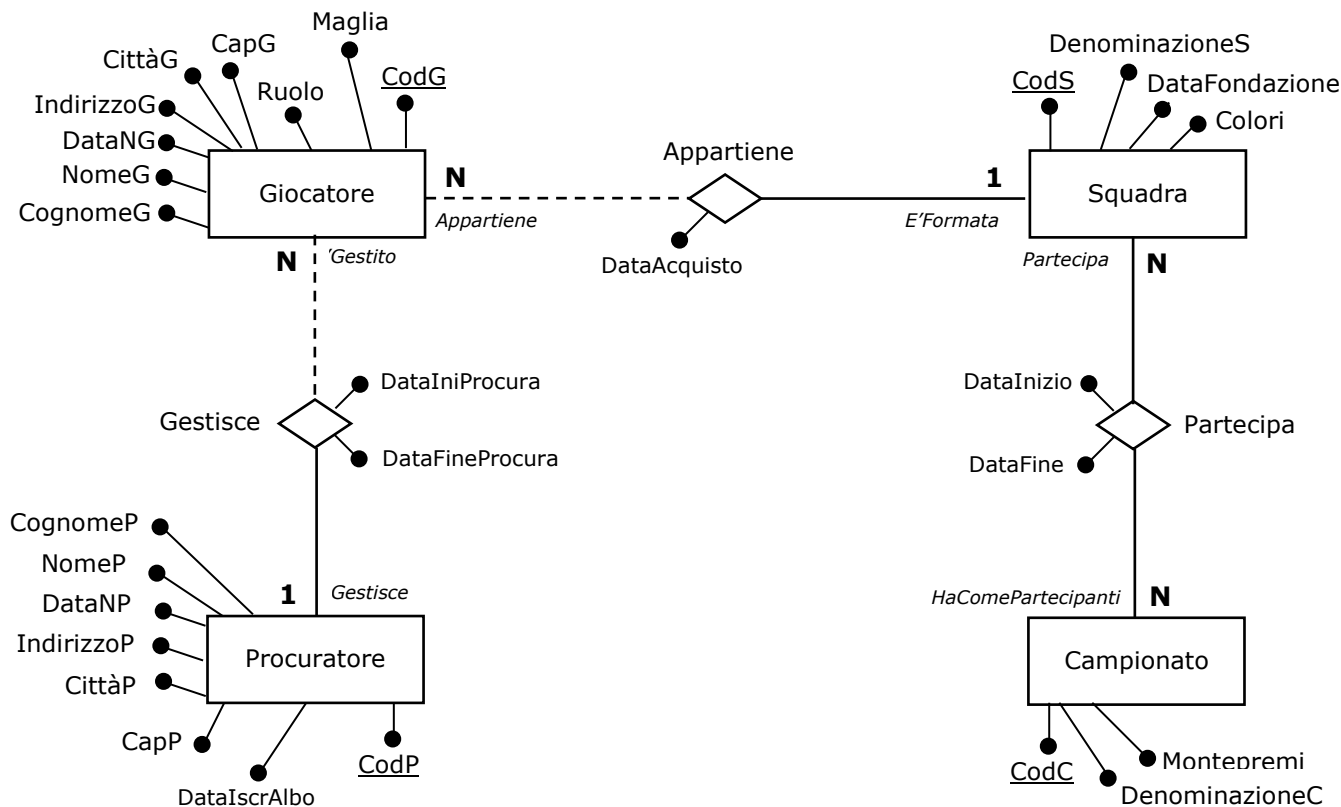 Maglia
CapG
CittàG
CodG
Ruolo
IndirizzoG
DataNG
NomeG
CognomeG
Giocatore
N
Appartiene
Appartiene
DataAcquisto
1
E'Formata
DenominazioneS
CodS
DataFondazione
Colori
Squadra
N
'Gestito
Partecipa
N
DataIniProcura
Gestisce
DataFineProcura
DataInizio
Partecipa
DataFine
CognomeP
NomeP
DataNP
IndirizzoP
CittàP
1
Gestisce
Procuratore
CapP
CodP
DataIscrAlbo
HaComePartecipanti
N
Campionato
CodC
Montepremi
DenominazioneC